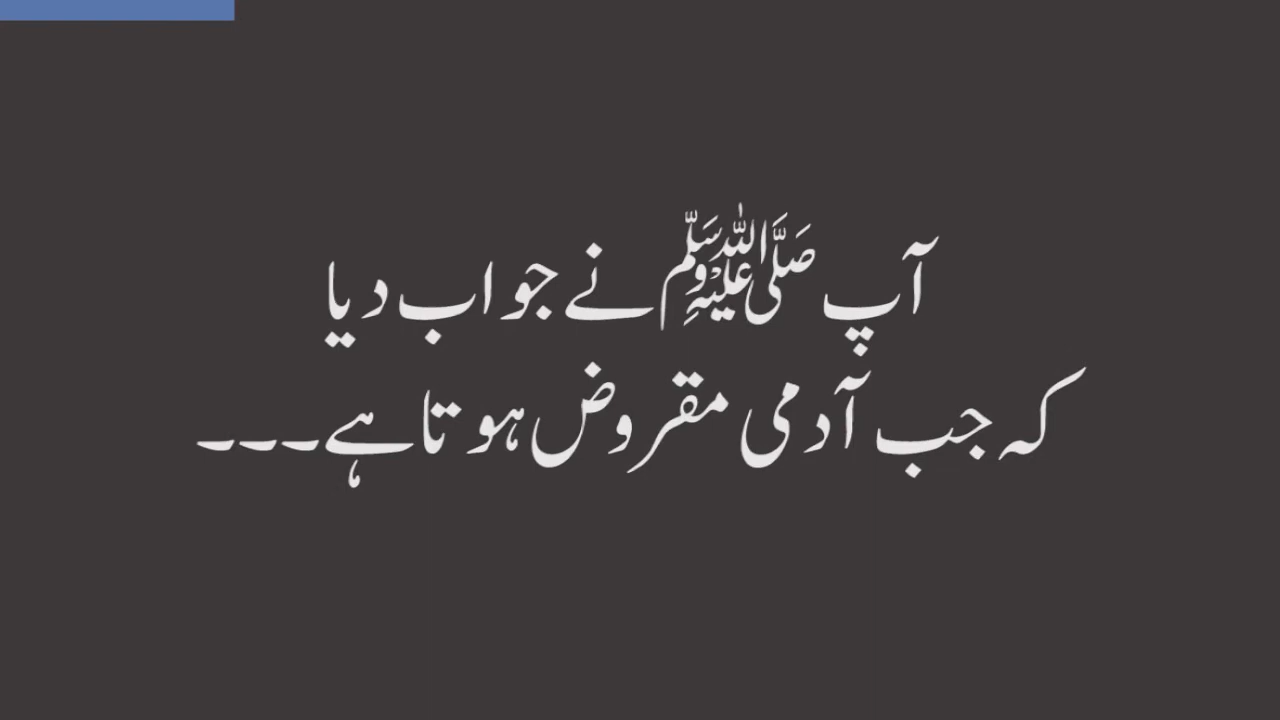 آپ ﷺ نے جواب دیا
کہ جب آدمی مقروض ہوتا ہے۔۔۔